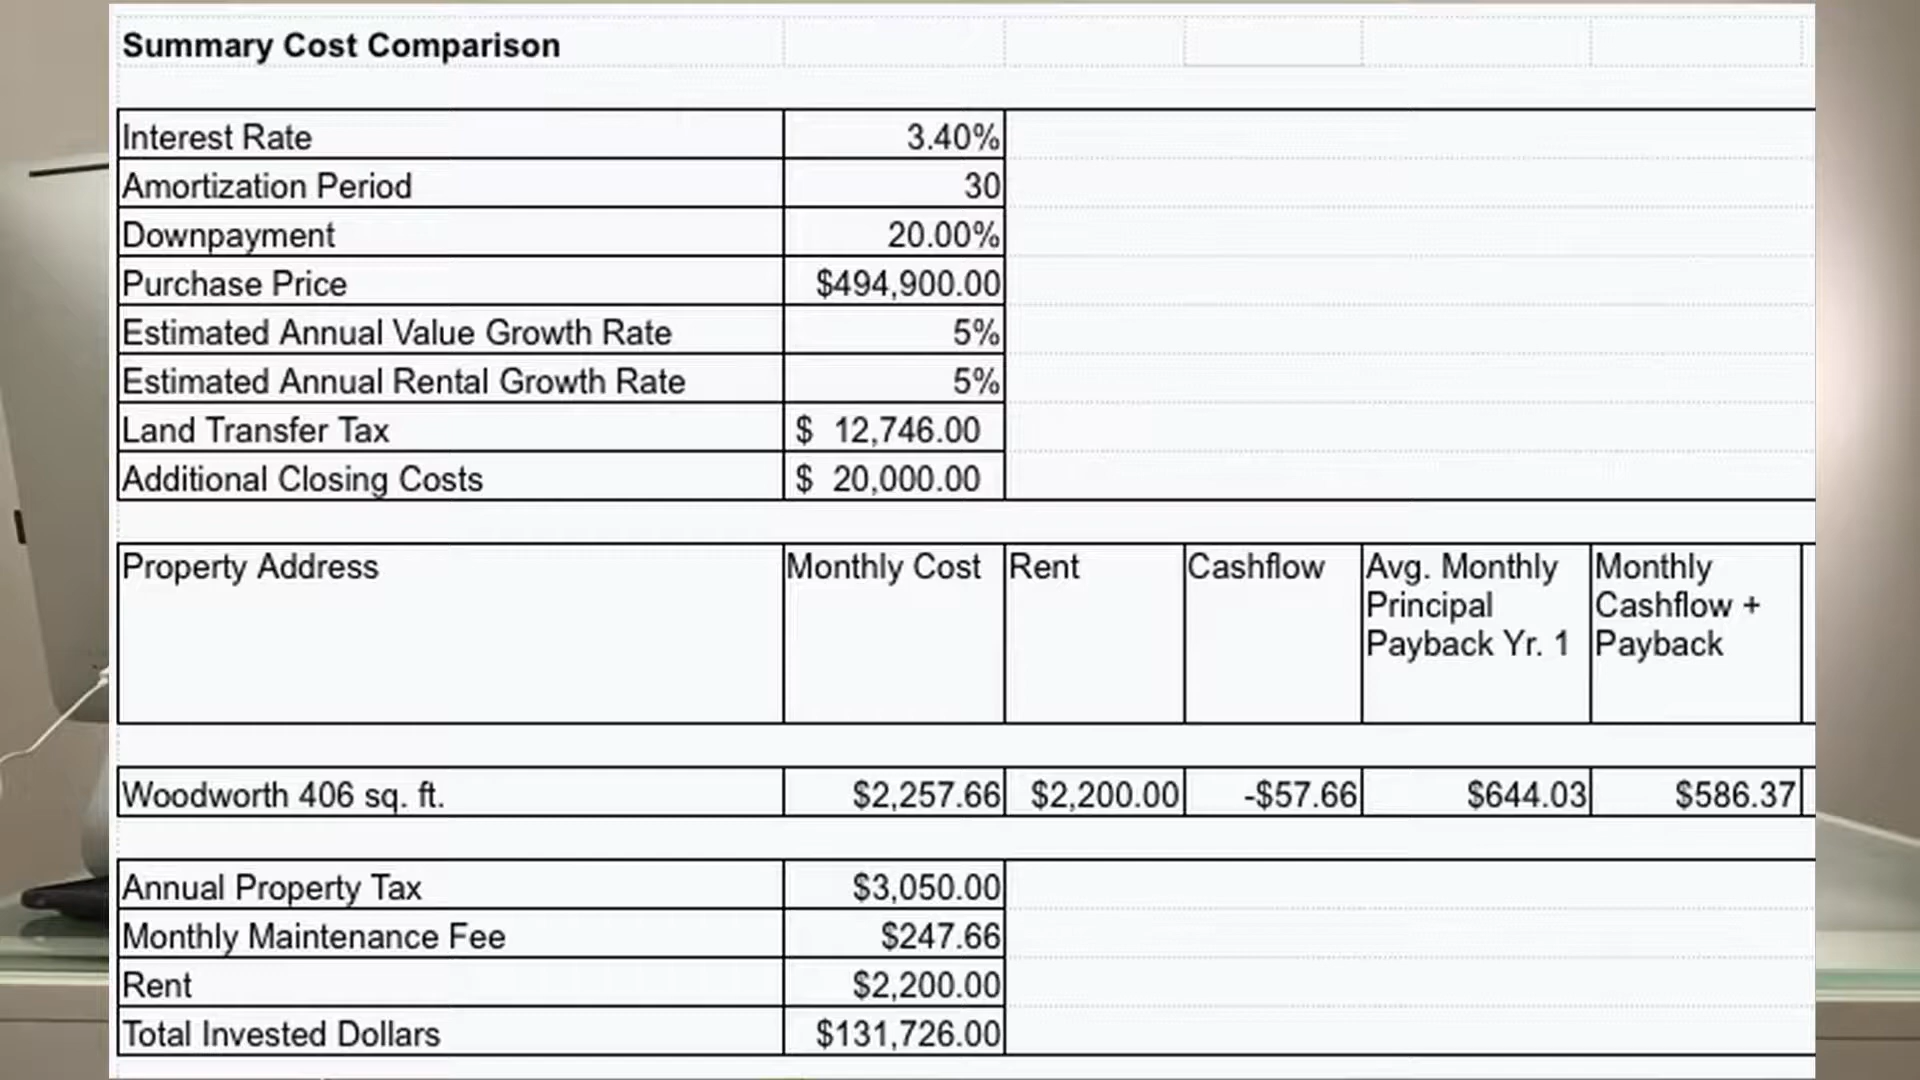 Summary Cost Comparison
Interest Rate 3.40%
Amortization Period 30
Downpayment 20.00%
Purchase Price $494,900.00
Estimated Annual Value Growth Rate 5%
Estimated Annual Rental Growth Rate 5%
Land Transfer Tax $ 12,746.00
Additional Closing Costs $ 20,000.00
Property Address Monthly Cost Rent Cashflow Avg. Monthly Monthly
Principal Cashflow +
Payback Yr. 1 Payback
Woodworth 406 sq. ft. $2,257.66 $2,200.00 -$57.66 $644.03 $586.37
Annual Property Tax $3,050.00
Monthly Maintenance Fee $247.66
Rent $2,200.00
Total Invested Dollars $131,726.00